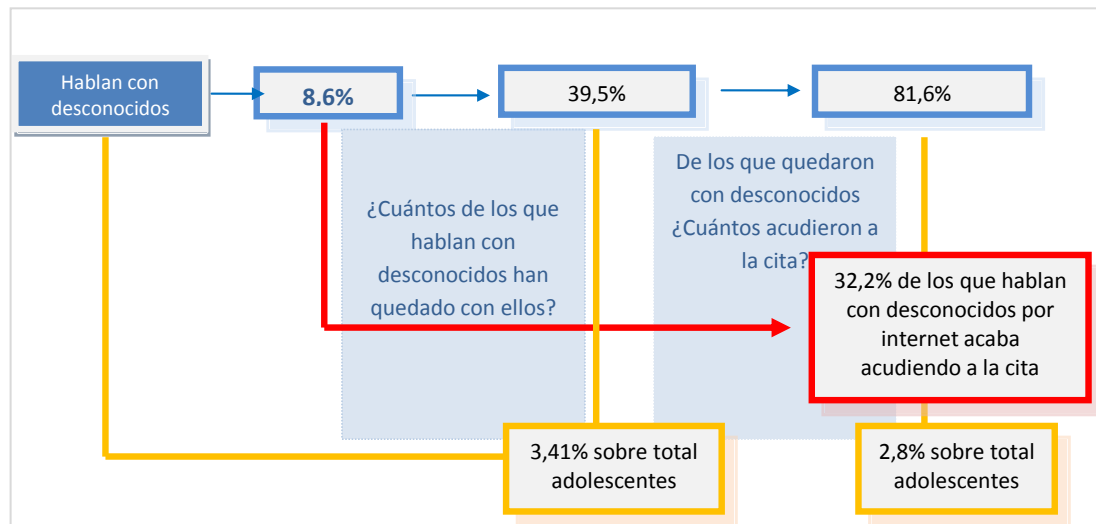 Hablan con
desconocidos
8.6%
39,5%
81,6%
¿Cuántos de los que
hablan con
desconocidos han
quedado con ellos?
De los que quedaron
con desconocidos
¿Cuántos acudieron a
la cita?
32,2% de los que hablan
con desconocidos por
internet acaba
acudiendo a la cita
3,41% sobre total
adolescentes
2,8% sobre total
adolescentes